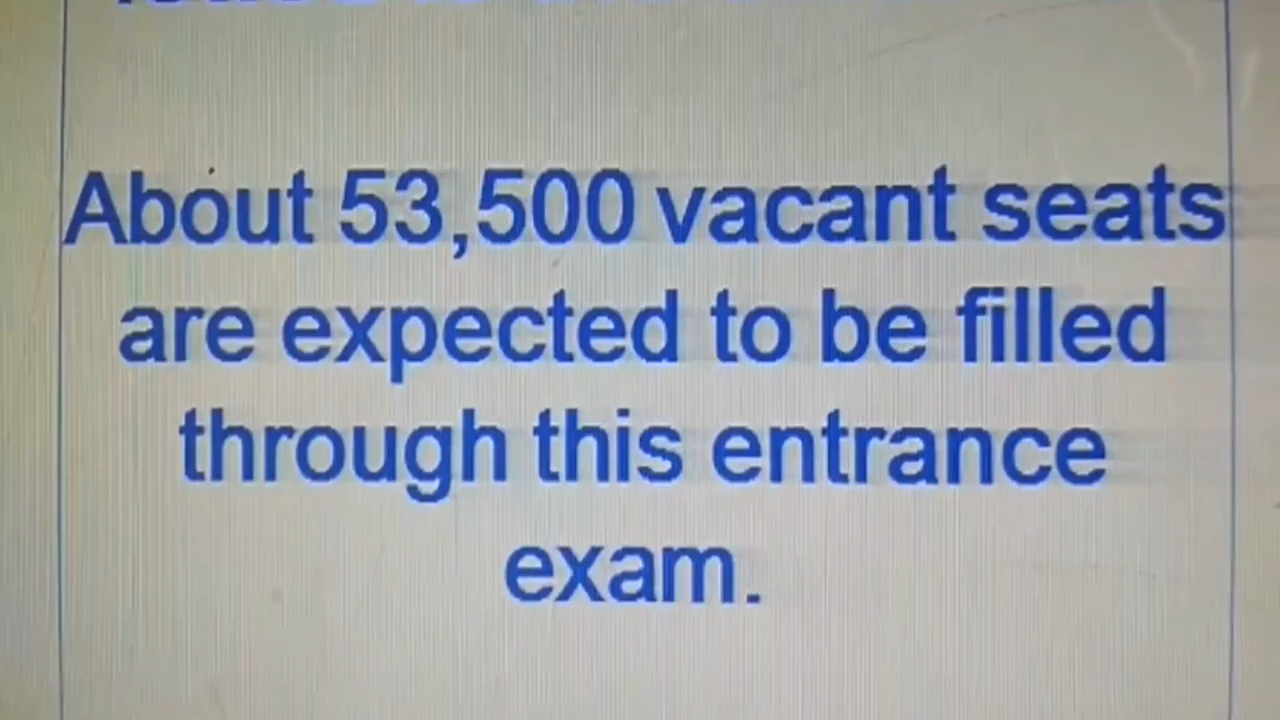 About 53,500 vacant seats
are expected to be filled
through this entrance
exam.